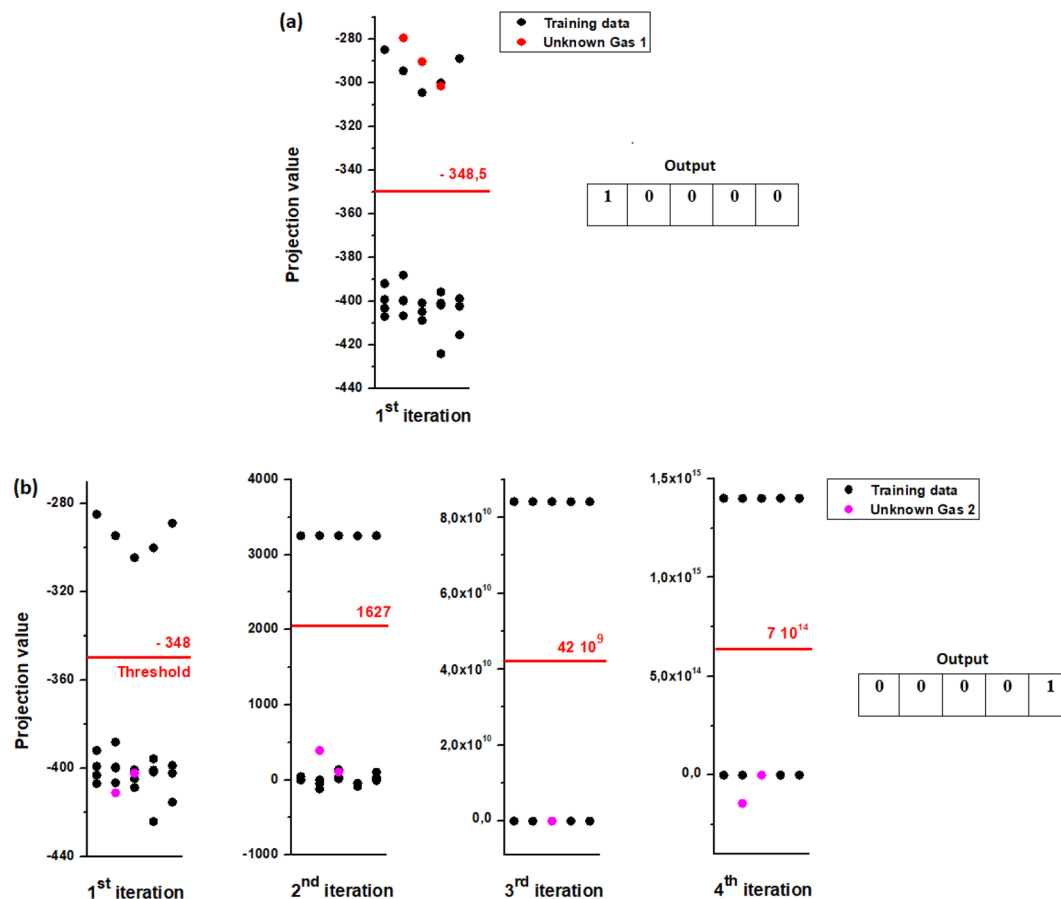 (a)
Training data
Unknown Gas 1
Projection value
-280
-300
-320
-340
-360
-380
-400
-420
-440
- 348,5
1st iteration
Output
1 0 0 0 0
(b)
Projection value
-280
-320
-360
-400
-440
- 348
Threshold
1st iteration
4000
3000
2000
1000
0
-1000
1627
2nd iteration
8,0x10^10
6,0x10^10
4,0x10^10
2,0x10^10
0,0
42 10^9
3rd iteration
1,5x10^15
1,0x10^15
5,0x10^14
0,0
7 10^14
4th iteration
Training data
Unknown Gas 2
Output
0 0 0 0 1